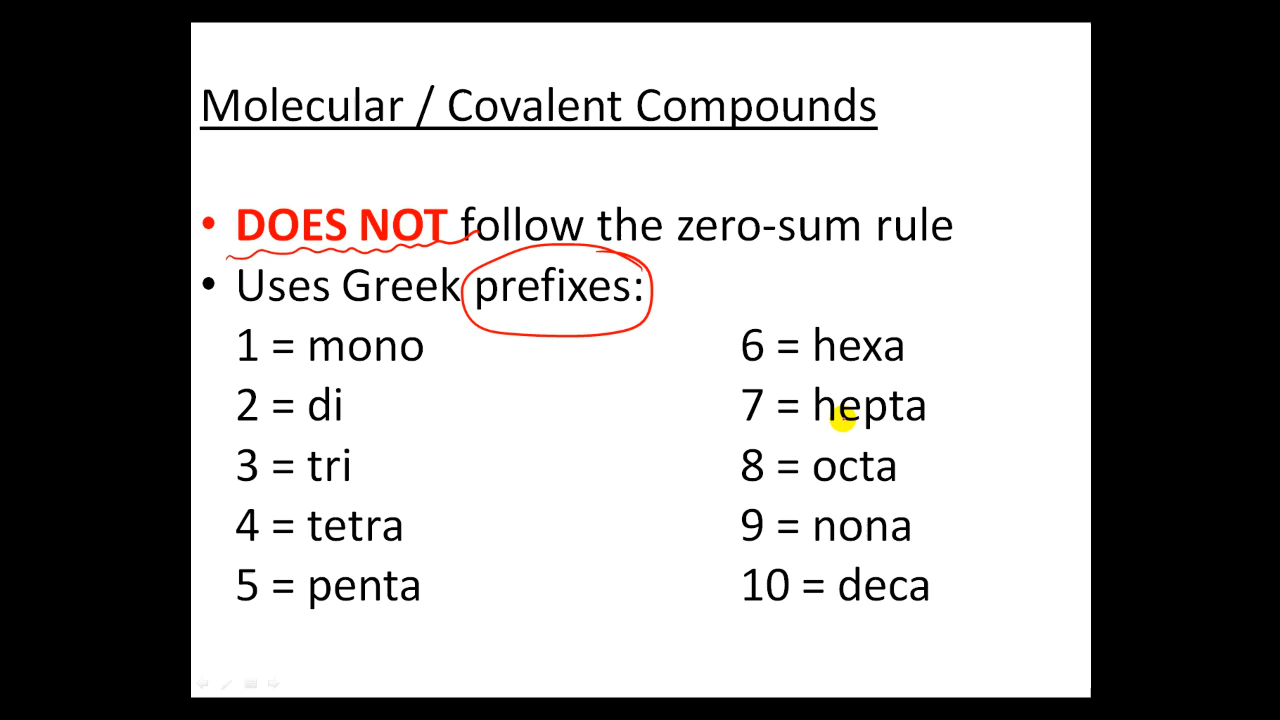 Molecular / Covalent Compounds
• DOES NOT follow the zero-sum rule
• Uses Greek prefixes:
1 = mono
2 = di
3 = tri
4 = tetra
5 = penta
6 = hexa
7 = hepta
8 = octa
9 = nona
10 = deca